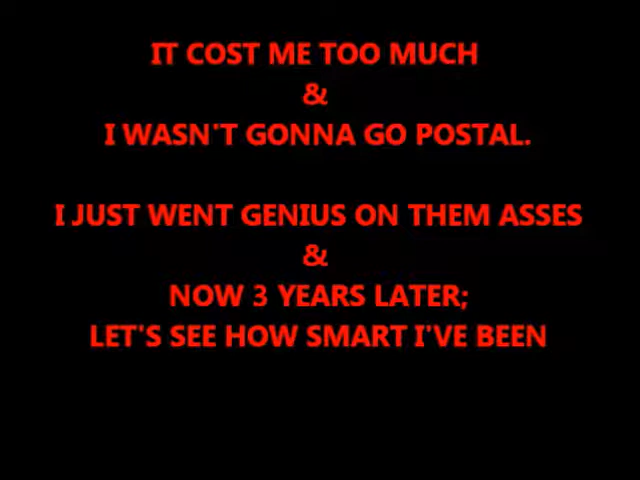 IT COST ME TOO MUCH
&
I WASN'T GONNA GO POSTAL.
I JUST WENT GENIUS ON THEM ASSES
&
NOW 3 YEARS LATER;
LET'S SEE HOW SMART I'VE BEEN